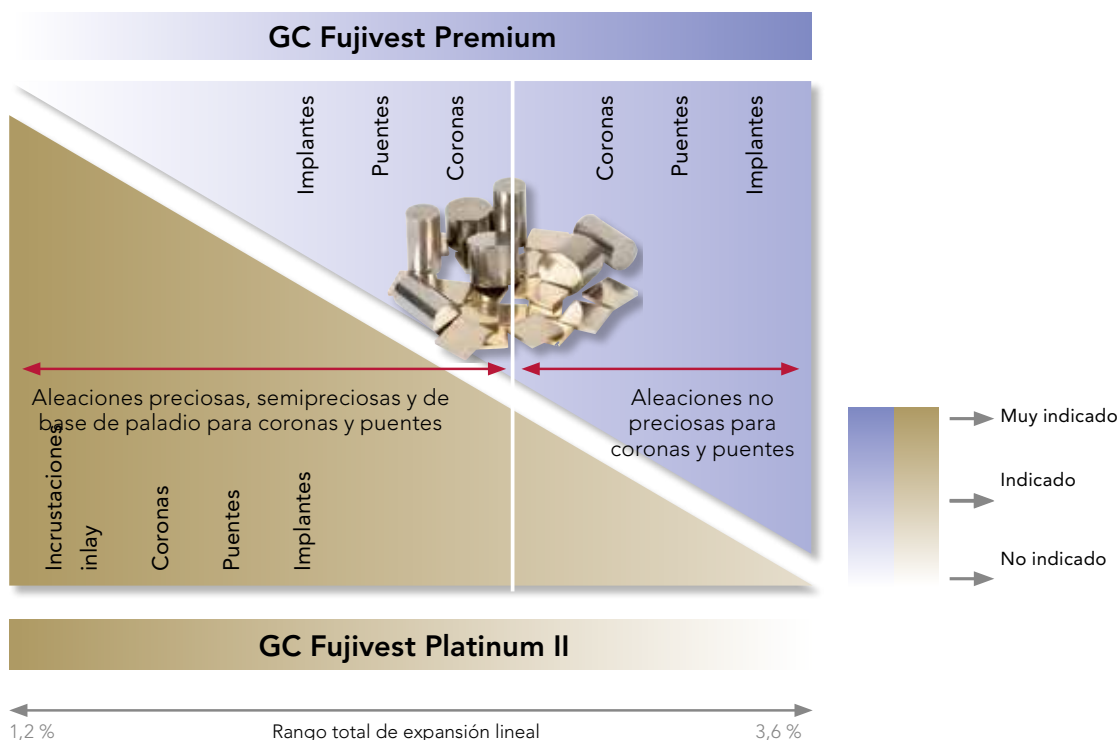 GC Fujivest Premium
Implantes
Puentes
Coronas
Coronas
Puentes
Implantes
Aleaciones preciosas, semipreciosas y de
base de paladio para coronas y puentes
Aleaciones no
preciosas para
coronas y puentes
Incrustaciones
inlay
Coronas
Puentes
Implantes
Muy indicado
Indicado
No indicado
GC Fujivest Platinum II
1,2 %
Rango total de expansión lineal
3,6 %